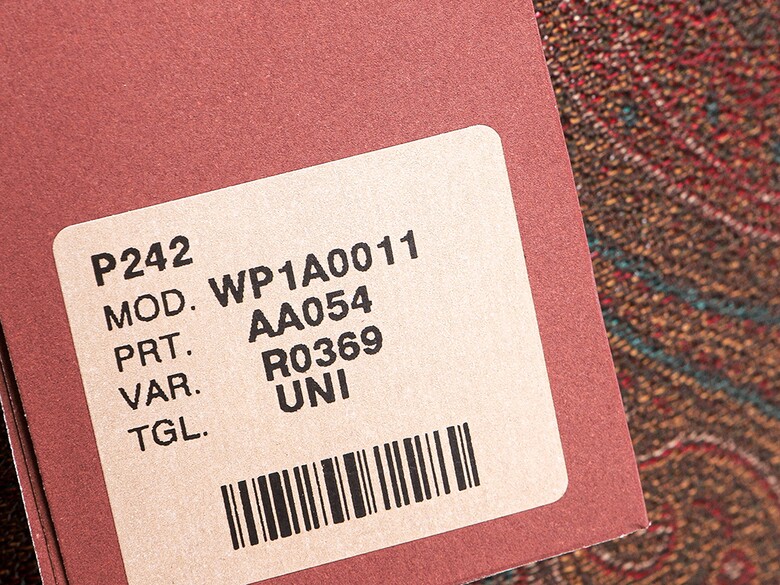 P242
MOD. WP1A0011
PRT. AA054
VAR. R0369
TGL. UNI